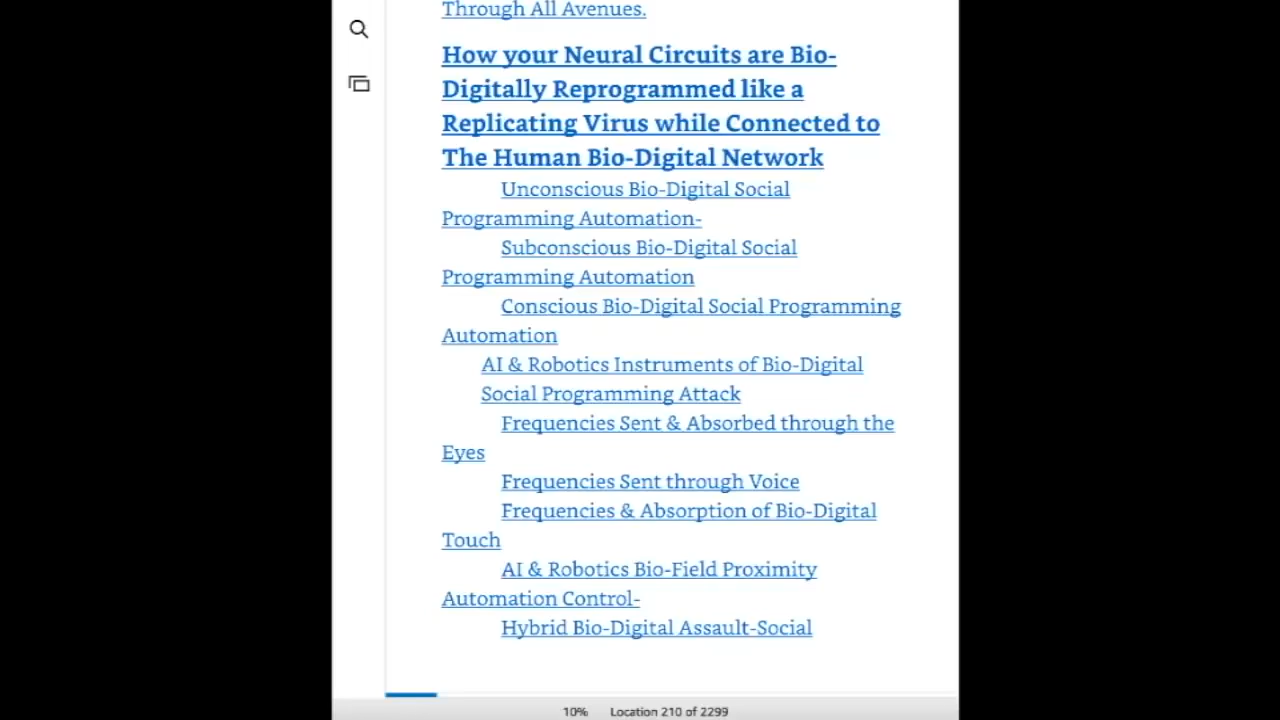 Through All Avenues.
How your Neural Circuits are Bio-
Digitally Reprogrammed like a
Replicating Virus while Connected to
The Human Bio-Digital Network
Unconscious Bio-Digital Social
Programming Automation-
Subconscious Bio-Digital Social
Programming Automation
Conscious Bio-Digital Social Programming
Automation
AI & Robotics Instruments of Bio-Digital
Social Programming Attack
Frequencies Sent & Absorbed through the
Eyes
Frequencies Sent through Voice
Frequencies & Absorption of Bio-Digital
Touch
AI & Robotics Bio-Field Proximity
Automation Control-
Hybrid Bio-Digital Assault-Social
10% Location 210 of 2299